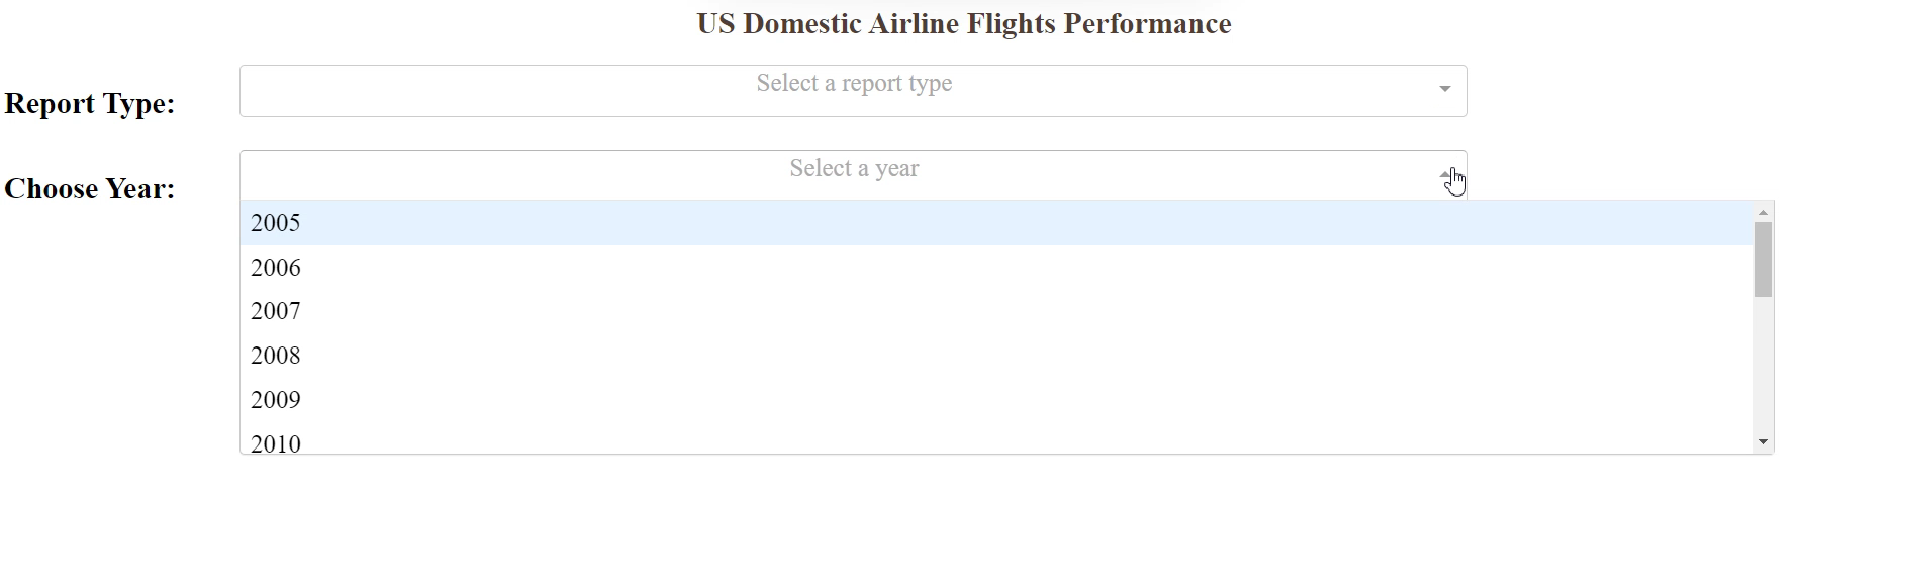 US Domestic Airline Flights Performance
Report Type:
Select a report type
Choose Year:
Select a year
2005
2006
2007
2008
2009
2010